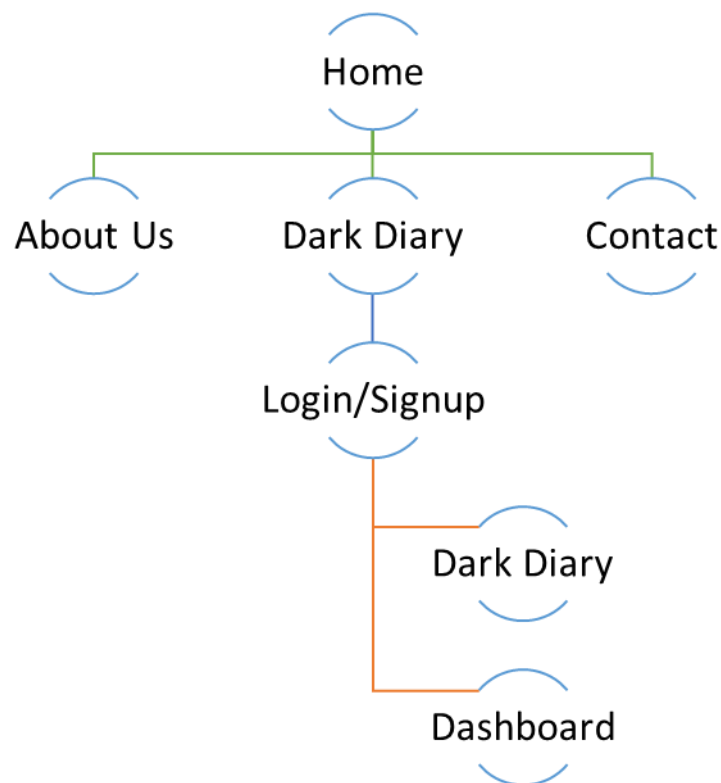 Home
About Us
Dark Diary
Contact
Login/Signup
Dark Diary
Dashboard